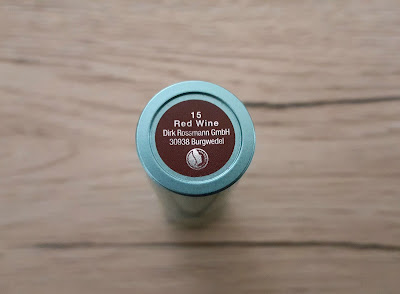 15
Red Wine
Dirk Rossmann GmbH
30938 Burgwedel